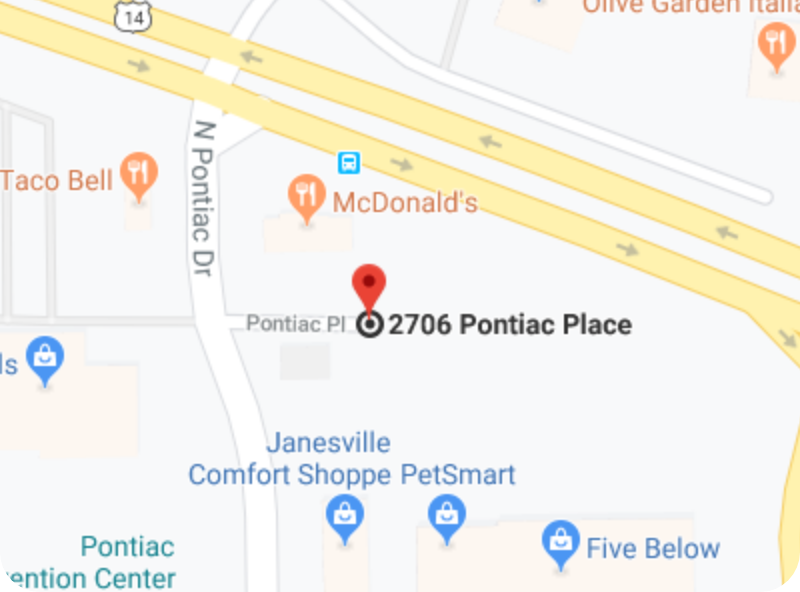 Olive Garden Itali
14
N Pontiac Dr
Taco Bell
McDonald's
Pontiac Pl
2706 Pontiac Place
ls
Janesville
Comfort Shoppe
PetSmart
Five Below
Pontiac
ention Center